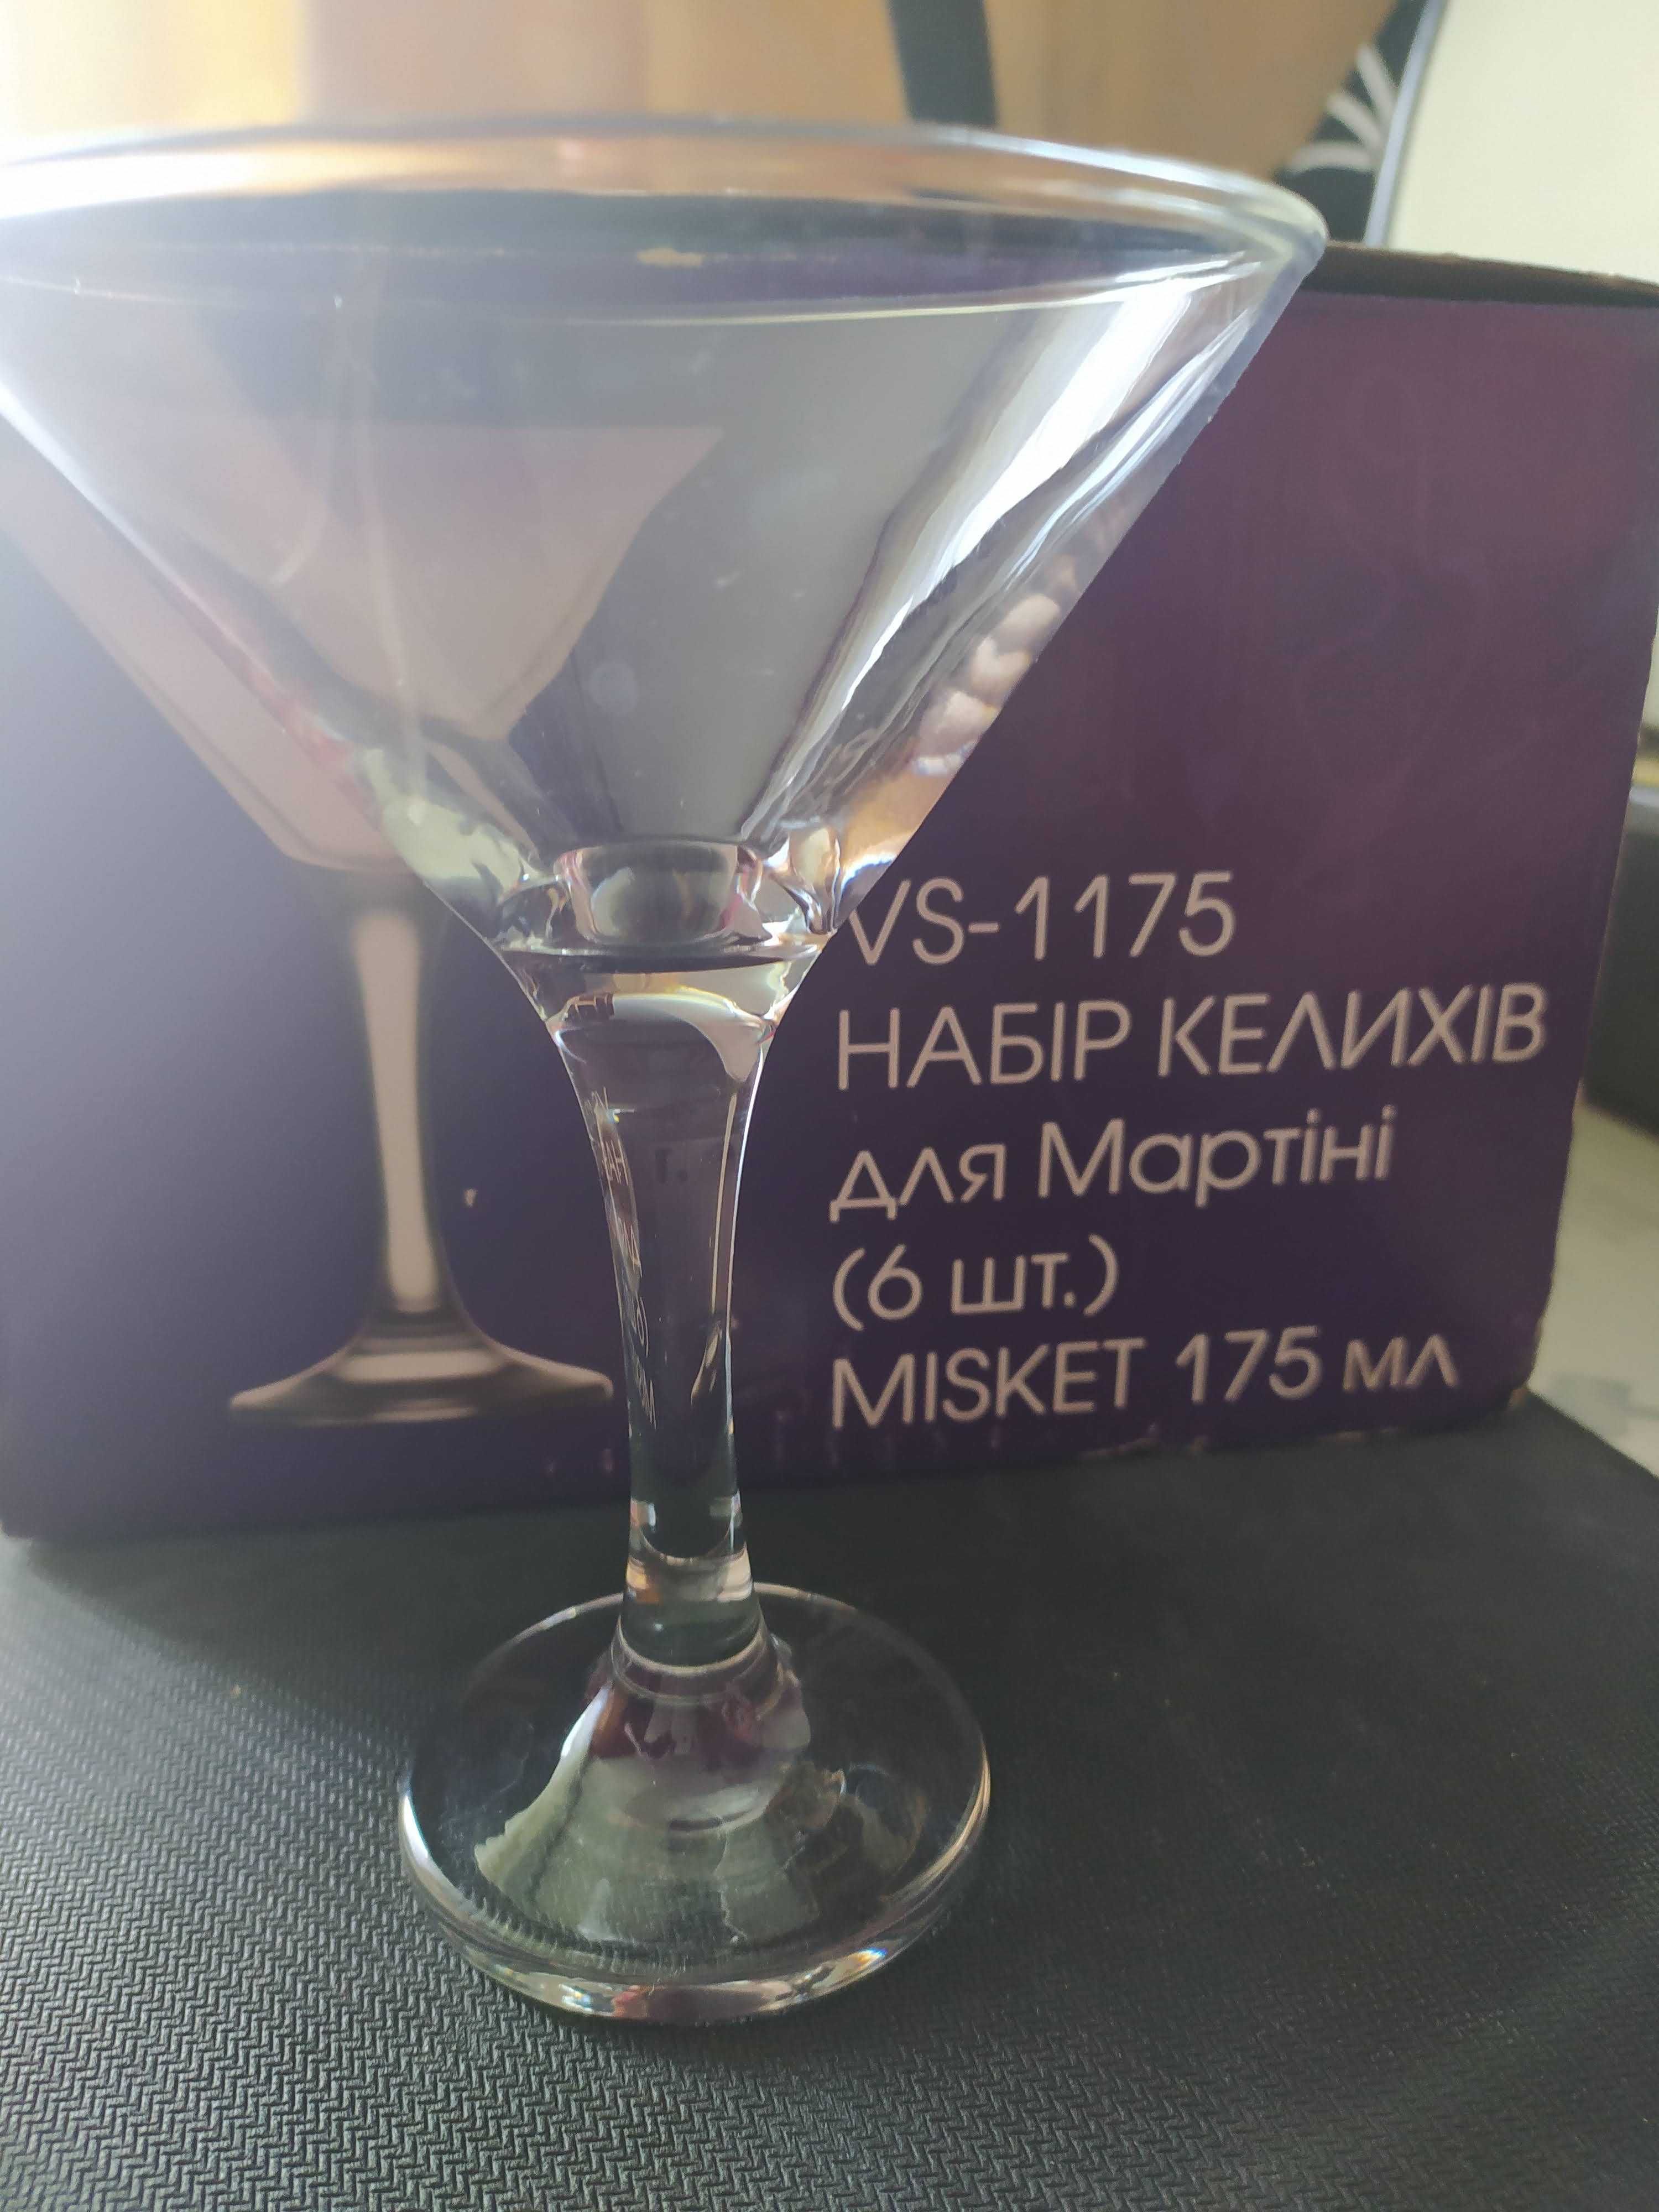 VS-1175
НАБІР КЕЛИХІВ
для Мартіні
(6 шт.)
MISKET 175 мл